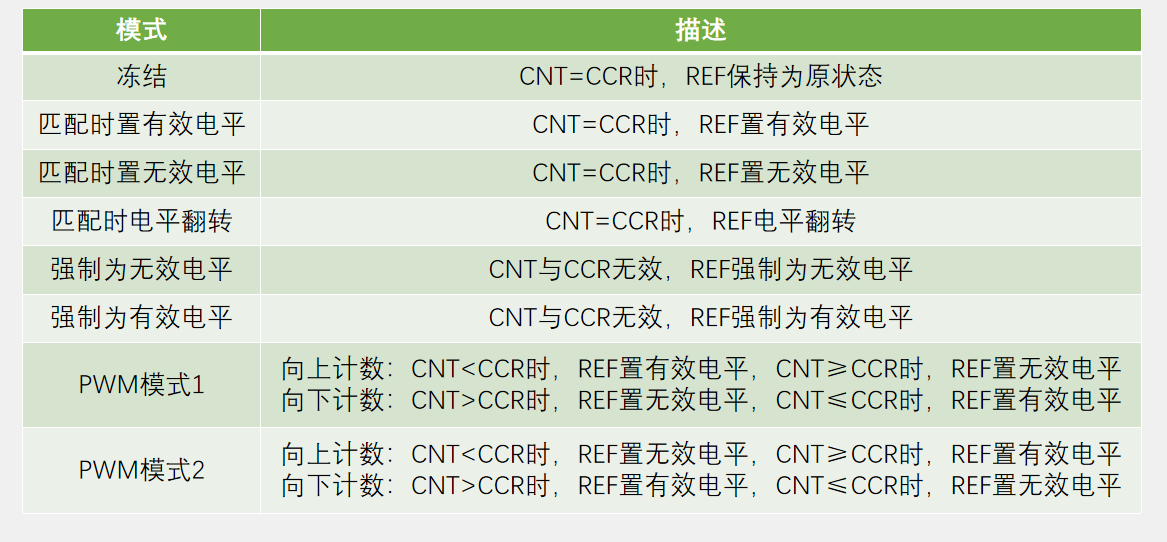 模式 描述
冻结 CNT=CCR时，REF保持为原状态
匹配时置有效电平 CNT=CCR时，REF置有效电平
匹配时置无效电平 CNT=CCR时，REF置无效电平
匹配时电平翻转 CNT=CCR时，REF电平翻转
强制为无效电平 CNT与CCR无效，REF强制为无效电平
强制为有效电平 CNT与CCR无效，REF强制为有效电平
PWM模式1
向上计数：CNT<CCR时，REF置有效电平，CNT≥CCR时，REF置无效电平
向下计数：CNT>CCR时，REF置无效电平，CNT≤CCR时，REF置有效电平
PWM模式2
向上计数：CNT<CCR时，REF置无效电平，CNT≥CCR时，REF置有效电平
向下计数：CNT>CCR时，REF置有效电平，CNT≤CCR时，REF置无效电平